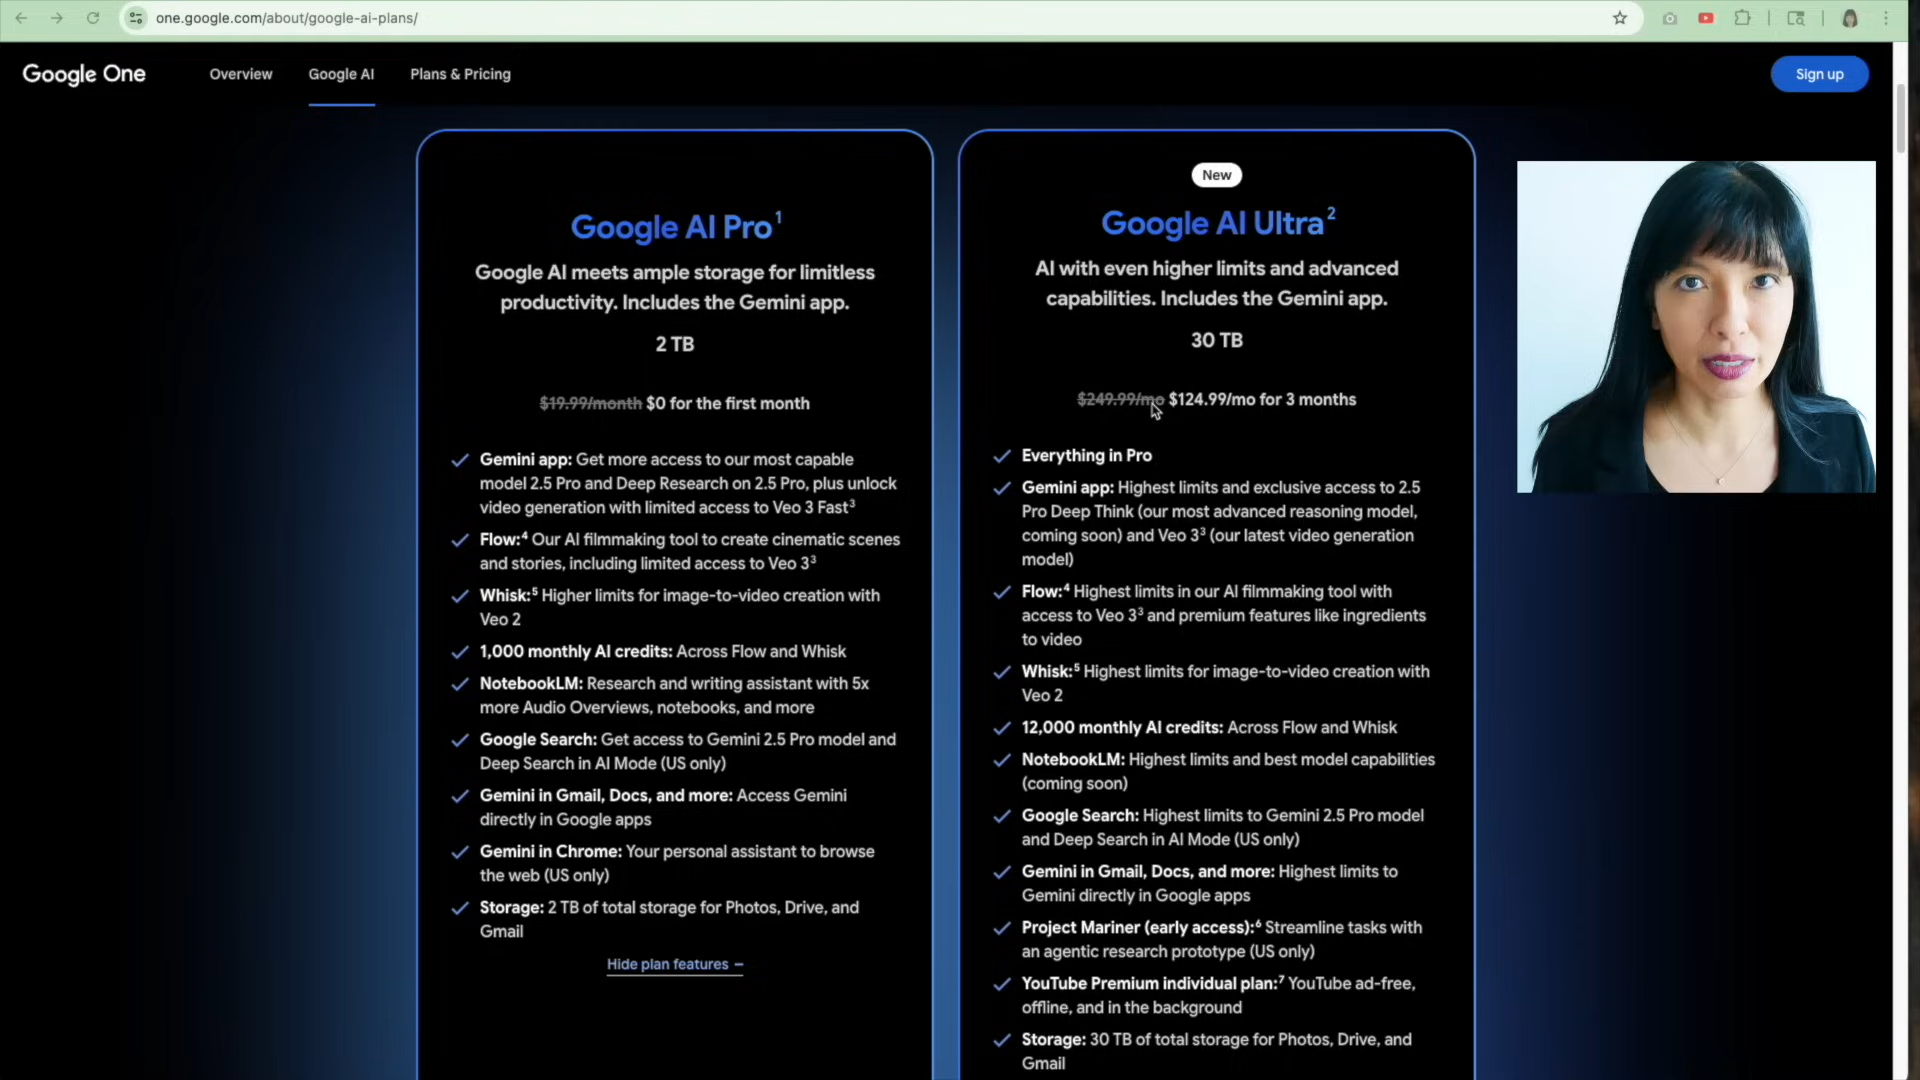 one.google.com/about/google-ai-plans/
Google One
Overview
Google AI
Plans & Pricing
Sign up
Google AI Pro¹
Google AI meets ample storage for limitless
productivity. Includes the Gemini app.
2 TB
$19.99/month $0 for the first month
Gemini app: Get more access to our most capable
model 2.5 Pro and Deep Research on 2.5 Pro, plus unlock
video generation with limited access to Veo 3 Fast³
Flow:⁴ Our AI filmmaking tool to create cinematic scenes
and stories, including limited access to Veo 3³
Whisk:⁵ Higher limits for image-to-video creation with
Veo 2
1,000 monthly AI credits: Across Flow and Whisk
NotebookLM: Research and writing assistant with 5x
more Audio Overviews, notebooks, and more
Google Search: Get access to Gemini 2.5 Pro model and
Deep Search in AI Mode (US only)
Gemini in Gmail, Docs, and more: Access Gemini
directly in Google apps
Gemini in Chrome: Your personal assistant to browse
the web (US only)
Storage: 2 TB of total storage for Photos, Drive, and
Gmail
Hide plan features −
New
Google AI Ultra²
AI with even higher limits and advanced
capabilities. Includes the Gemini app.
30 TB
$249.99/mo $124.99/mo for 3 months
Everything in Pro
Gemini app: Highest limits and exclusive access to 2.5
Pro Deep Think (our most advanced reasoning model,
coming soon) and Veo 3³ (our latest video generation
model)
Flow:⁴ Highest limits in our AI filmmaking tool with
access to Veo 3³ and premium features like ingredients
to video
Whisk:⁵ Highest limits for image-to-video creation with
Veo 2
12,000 monthly AI credits: Across Flow and Whisk
NotebookLM: Highest limits and best model capabilities
(coming soon)
Google Search: Highest limits to Gemini 2.5 Pro model
and Deep Search in AI Mode (US only)
Gemini in Gmail, Docs, and more: Highest limits to
Gemini directly in Google apps
Project Mariner (early access):⁶ Streamline tasks with
an agentic research prototype (US only)
YouTube Premium individual plan:⁷ YouTube ad-free,
offline, and in the background
Storage: 30 TB of total storage for Photos, Drive, and
Gmail